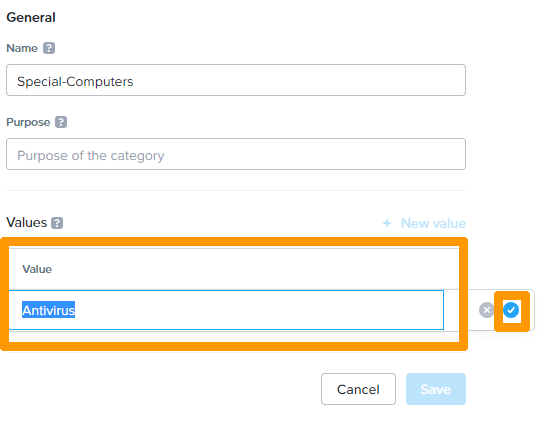 General
Name ?
Special-Computers
Purpose ?
Purpose of the category
Values ?
+ New value
Value
Antivirus
Cancel
Save